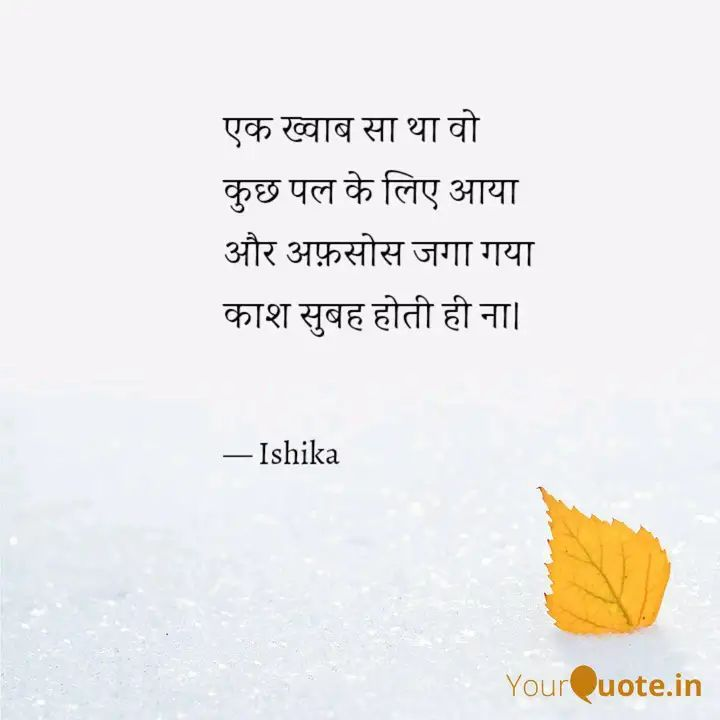 एक ख्वाब सा था वो
कुछ पल के लिए आया
और अफ़सोस जगा गया
काश सुबह होती ही ना।
— Ishika
YourQuote.in